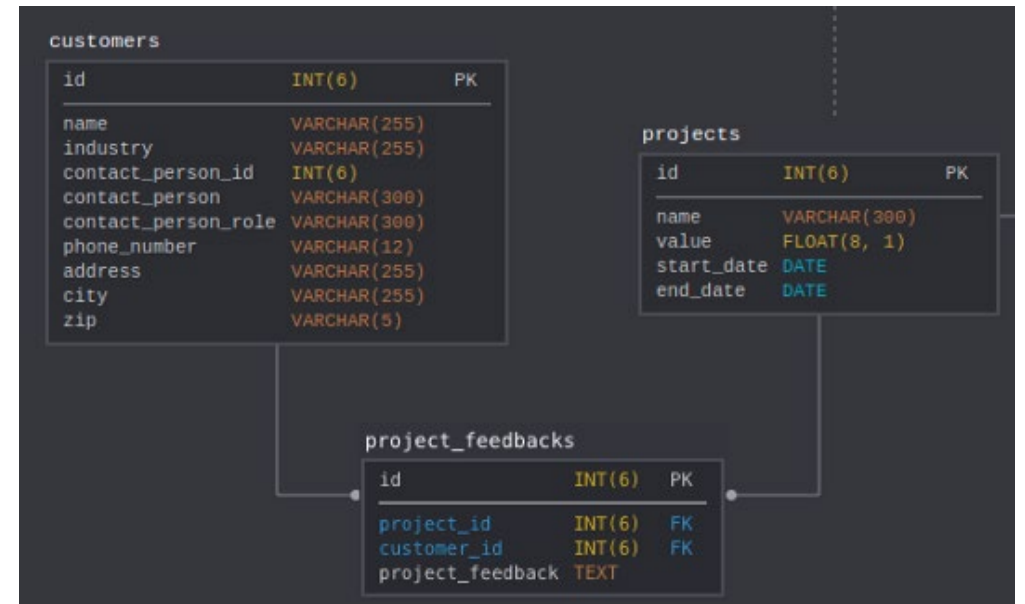 customers
id INT(6) PK
name VARCHAR(255)
industry VARCHAR(255)
contact_person_id INT(6)
contact_person VARCHAR(300)
contact_person_role VARCHAR(300)
phone_number VARCHAR(12)
address VARCHAR(255)
city VARCHAR(255)
zip VARCHAR(5)
projects
id INT(6) PK
name VARCHAR(300)
value FLOAT(8, 1)
start_date DATE
end_date DATE
project_feedbacks
id INT(6) PK
project_id INT(6) FK
customer_id INT(6) FK
project_feedback TEXT